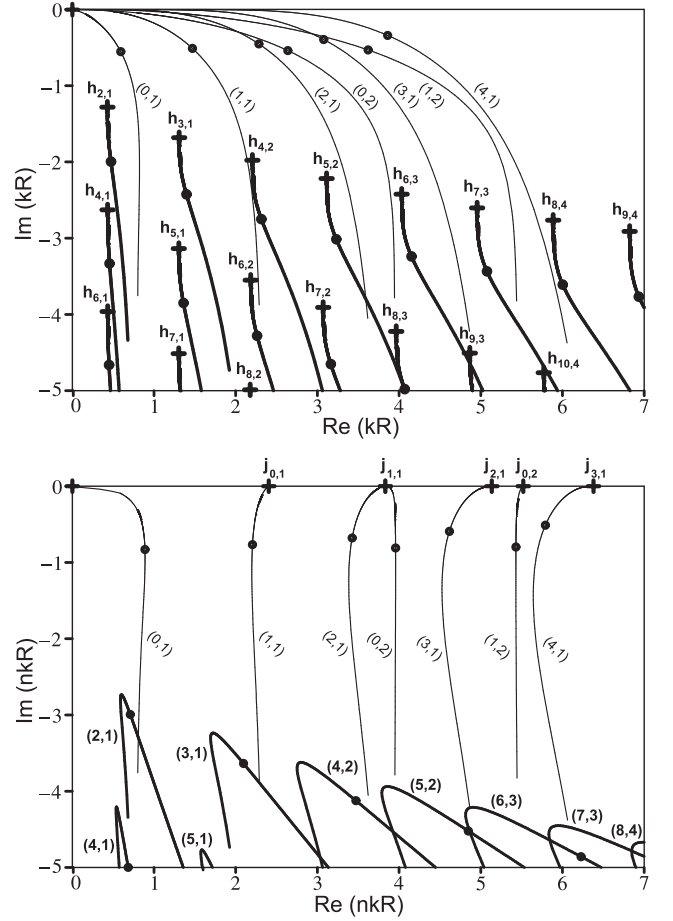 0
-1
-2
-3
-4
-5
Im (kR)
0 1 2 3 4 5 6 7
Re (kR)
(0,1) (1,1) (2,1) (0,2) (3,1) (1,2) (4,1)
h2,1
h3,1
h4,2
h5,2
h6,3
h7,3
h8,4
h9,4
h4,1
h5,1
h6,2
h7,2
h8,3
h9,3
h10,4
h6,1
h7,1
h8,2
j0,1 j1,1 j2,1 j0,2 j3,1
0
-1
-2
-3
-4
-5
Im (nkR)
(0,1) (1,1) (2,1) (0,2) (3,1) (1,2) (4,1)
(2,1) (3,1) (4,2) (5,2) (6,3) (7,3) (8,4)
(4,1) (5,1)
0 1 2 3 4 5 6 7
Re (nkR)